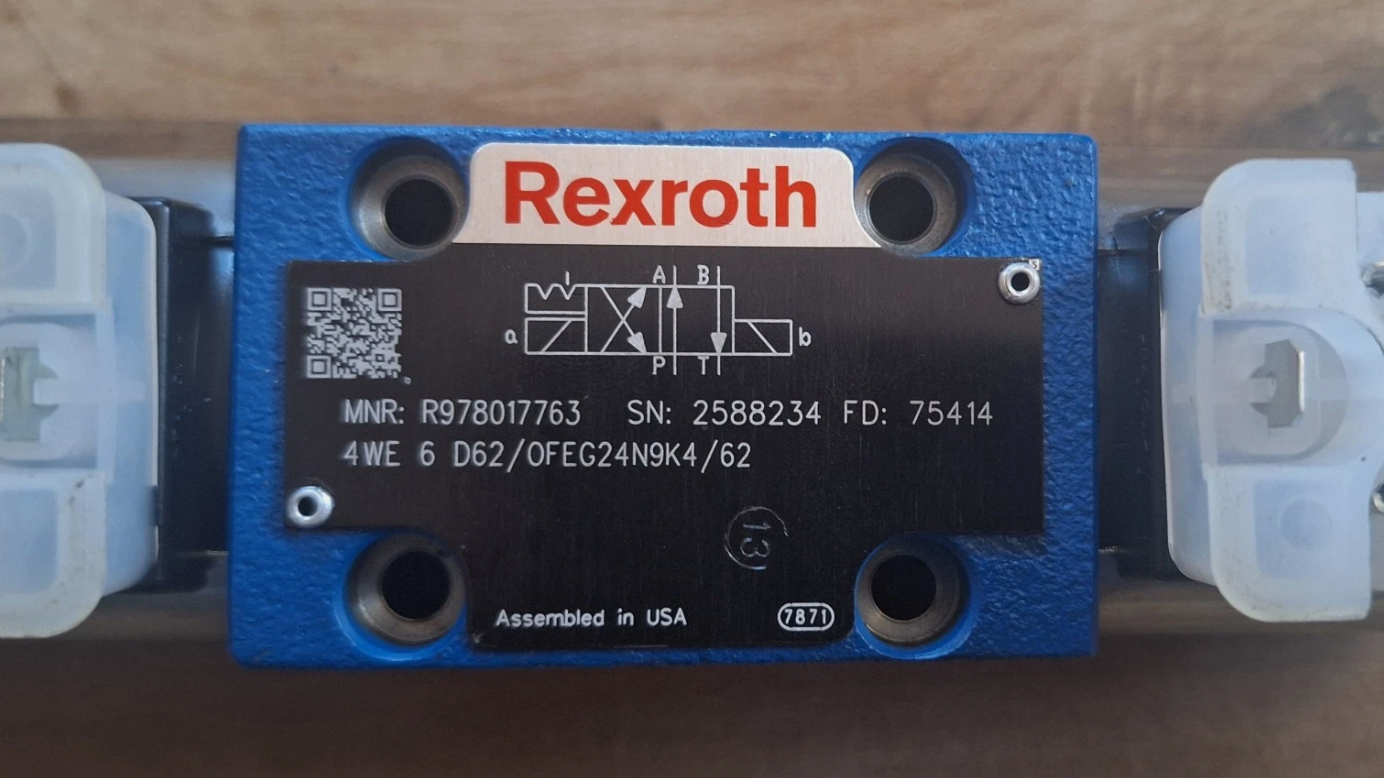 Rexroth
A B
a b
P T
MNR: R978017763 SN: 2588234 FD: 75414
4WE 6 D62/OFEG24N9K4/62
13
Assembled in USA 7871